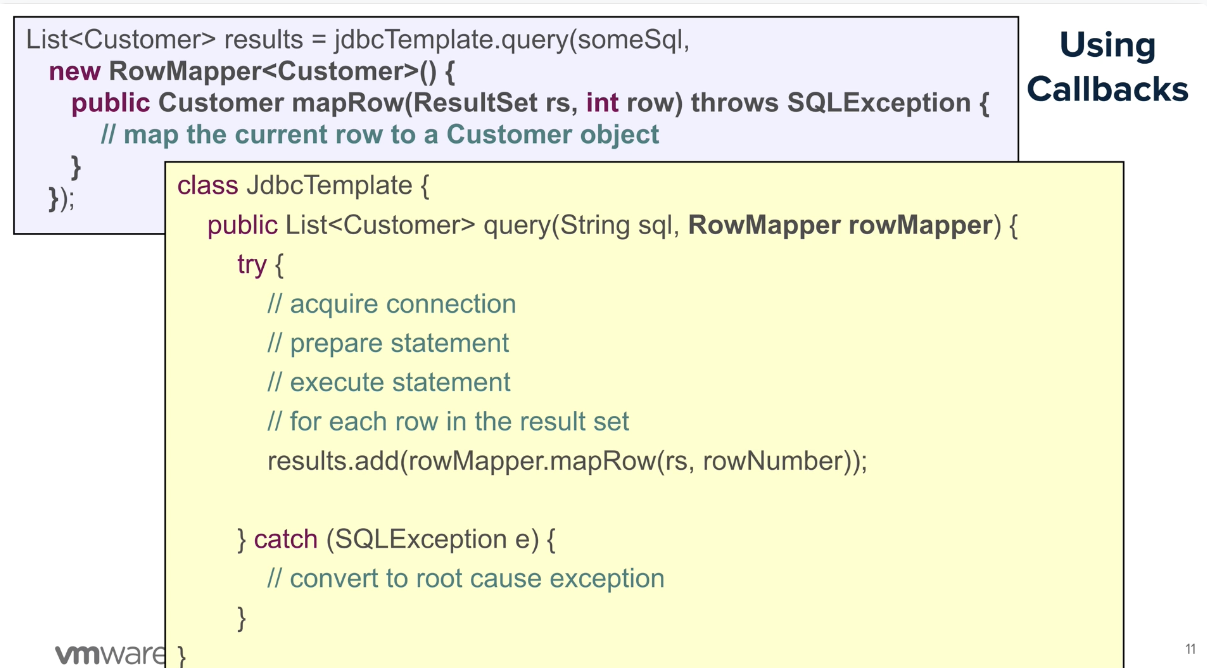 List<Customer> results = jdbcTemplate.query(someSql,
new RowMapper<Customer>() {
public Customer mapRow(ResultSet rs, int row) throws SQLException {
// map the current row to a Customer object
}
});
Using
Callbacks
class JdbcTemplate {
public List<Customer> query(String sql, RowMapper rowMapper) {
try {
// acquire connection
// prepare statement
// execute statement
// for each row in the result set
results.add(rowMapper.mapRow(rs, rowNumber));
} catch (SQLException e) {
// convert to root cause exception
}
}
vmware
11